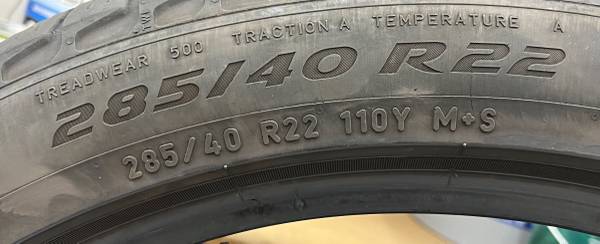 TREADWEAR 500 TRACTION A TEMPERATURE A
285/40 R22
285/40 R22 110Y M+S